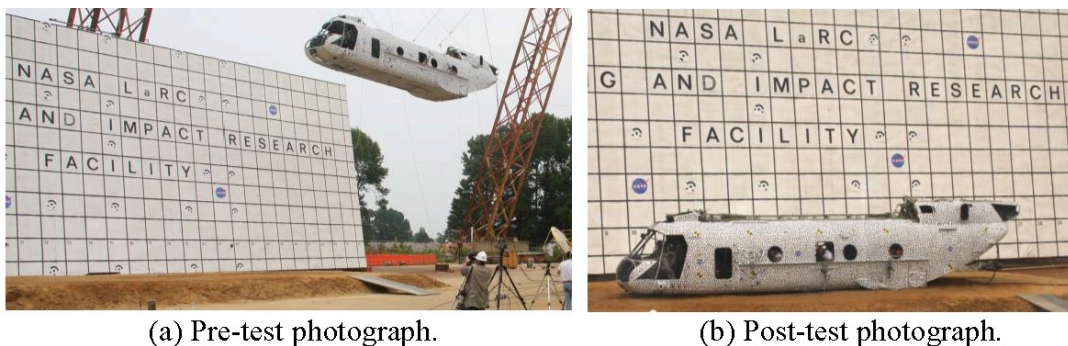 NASA LaRC
AND IMPACT RESEARCH
FACILITY
NASA LaRC
G AND IMPACT RESEARCH
FACILITY
(a) Pre-test photograph.
(b) Post-test photograph.